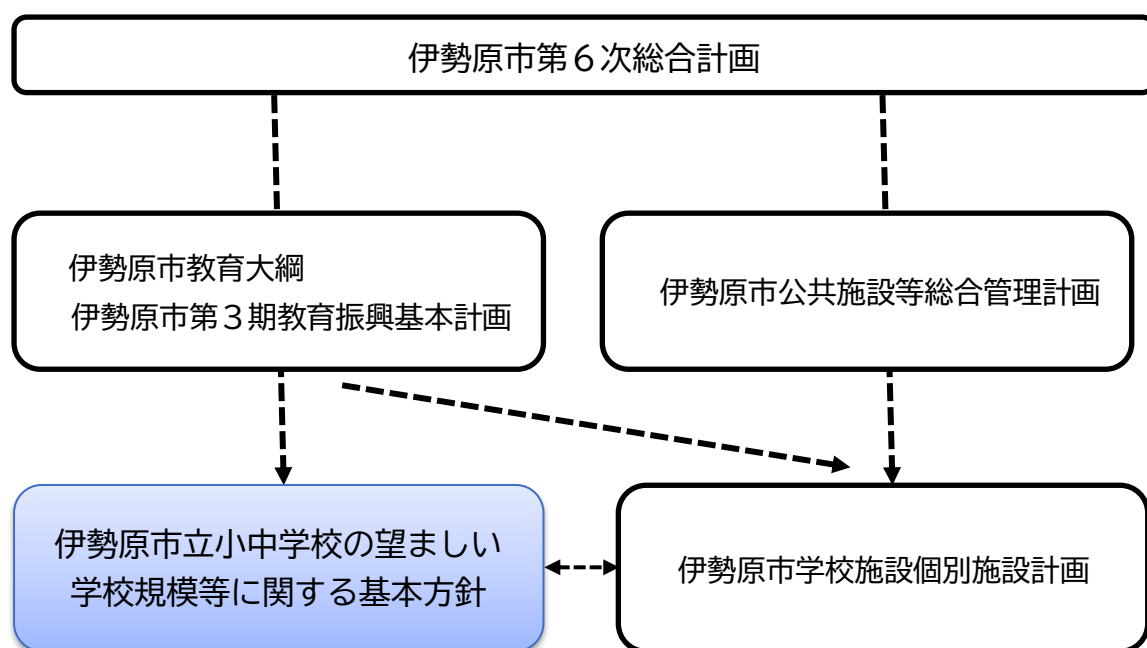 伊勢原市第６次総合計画
伊勢原市教育大綱
伊勢原市第３期教育振興基本計画
伊勢原市公共施設等総合管理計画
伊勢原市立小中学校の望ましい
学校規模等に関する基本方針
伊勢原市学校施設個別施設計画